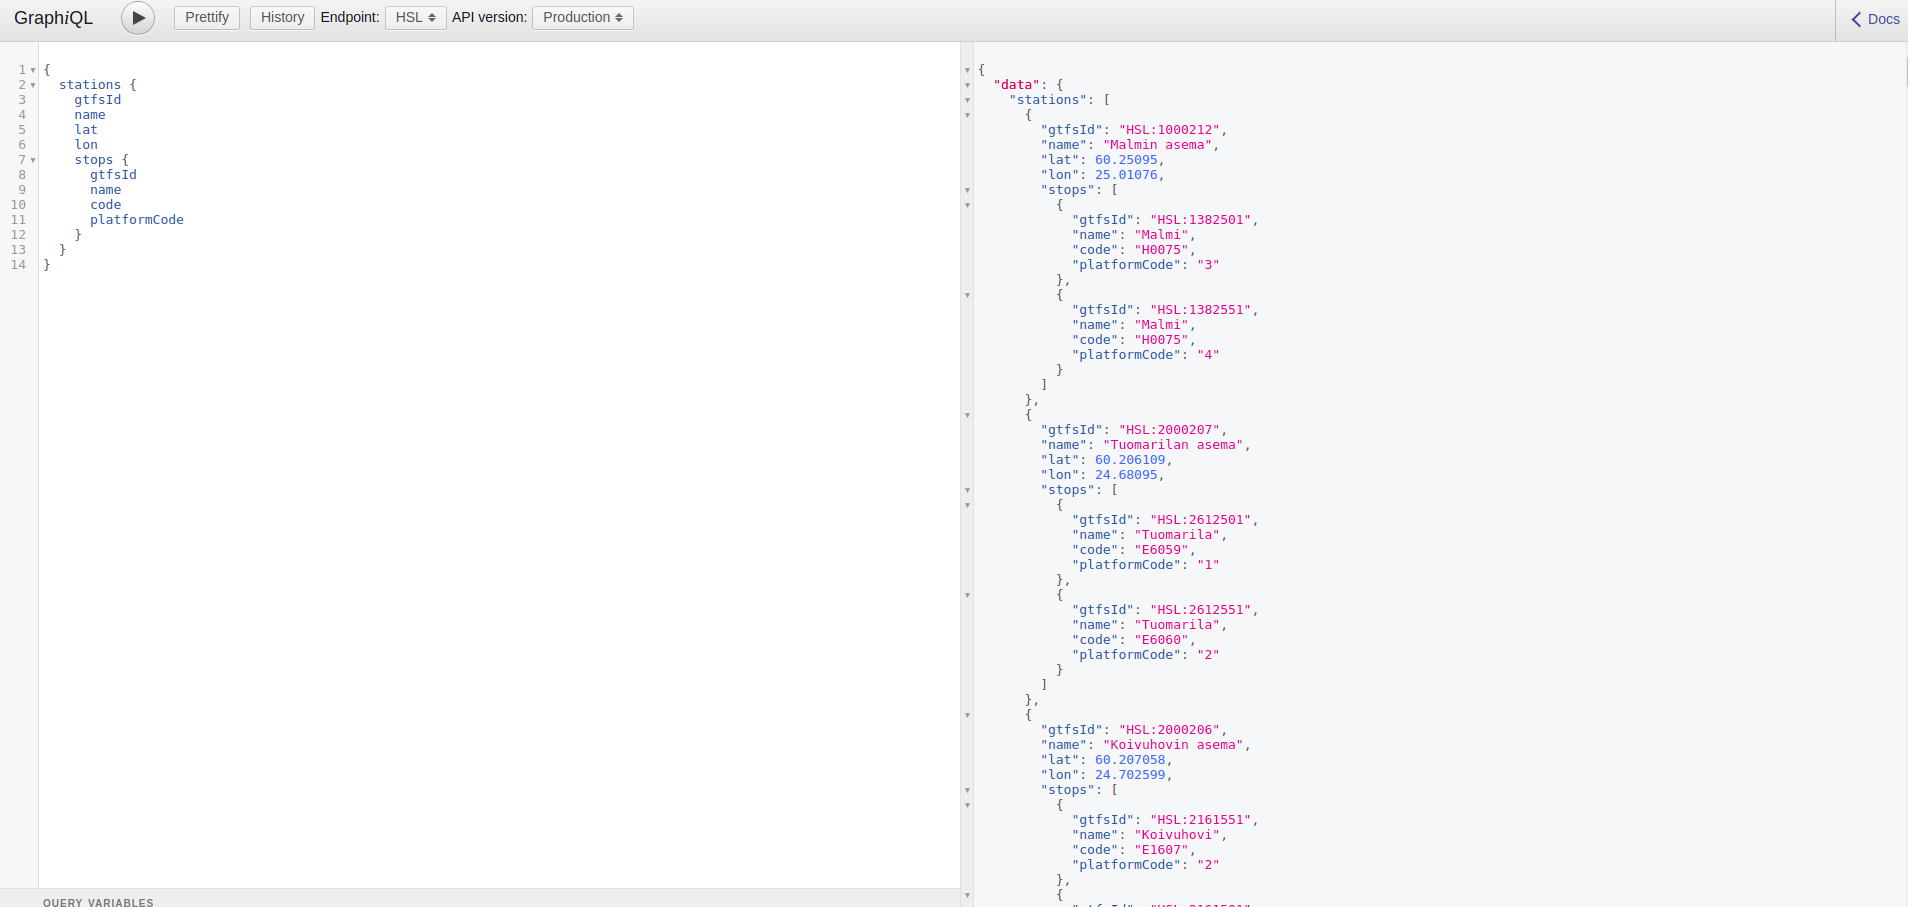 GraphiQL Prettify History Endpoint: HSL API version: Production Docs
1 {
2 stations {
3 gtfsId
4 name
5 lat
6 lon
7 stops {
8 gtfsId
9 name
10 code
11 platformCode
12 }
13 }
14 }
QUERY VARIABLES
{
"data": {
"stations": [
{
"gtfsId": "HSL:1000212",
"name": "Malmin asema",
"lat": 60.25095,
"lon": 25.01076,
"stops": [
{
"gtfsId": "HSL:1382501",
"name": "Malmi",
"code": "H0075",
"platformCode": "3"
},
{
"gtfsId": "HSL:1382551",
"name": "Malmi",
"code": "H0075",
"platformCode": "4"
}
]
},
{
"gtfsId": "HSL:2000207",
"name": "Tuomarilan asema",
"lat": 60.206109,
"lon": 24.68095,
"stops": [
{
"gtfsId": "HSL:2612501",
"name": "Tuomarila",
"code": "E6059",
"platformCode": "1"
},
{
"gtfsId": "HSL:2612551",
"name": "Tuomarila",
"code": "E6060",
"platformCode": "2"
}
]
},
{
"gtfsId": "HSL:2000206",
"name": "Koivuhovin asema",
"lat": 60.207058,
"lon": 24.702599,
"stops": [
{
"gtfsId": "HSL:2161551",
"name": "Koivuhovi",
"code": "E1607",
"platformCode": "2"
},
{